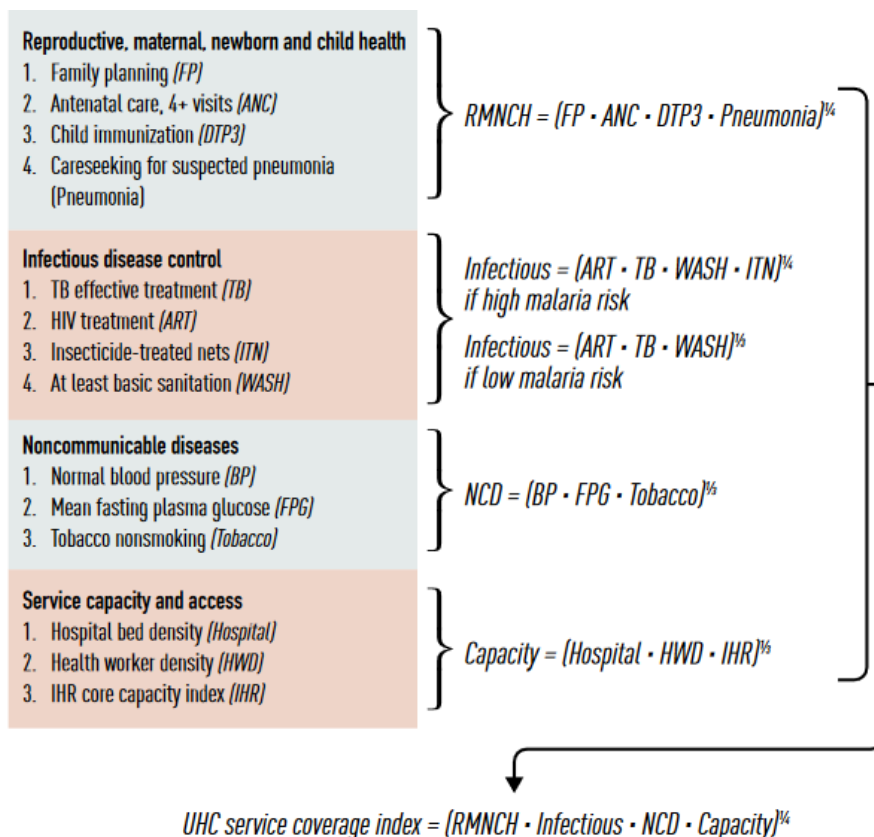 Reproductive, maternal, newborn and child health
1. Family planning (FP)
2. Antenatal care, 4+ visits (ANC)
3. Child immunization (DTP3)
4. Careseeking for suspected pneumonia
(Pneumonia)
RMNCH = (FP · ANC · DTP3 · Pneumonia)¼
Infectious disease control
1. TB effective treatment (TB)
2. HIV treatment (ART)
3. Insecticide-treated nets (ITN)
4. At least basic sanitation (WASH)
Infectious = (ART · TB · WASH · ITN)¼
if high malaria risk
Infectious = (ART · TB · WASH)⅓
if low malaria risk
Noncommunicable diseases
1. Normal blood pressure (BP)
2. Mean fasting plasma glucose (FPG)
3. Tobacco nonsmoking (Tobacco)
NCD = (BP · FPG · Tobacco)⅓
Service capacity and access
1. Hospital bed density (Hospital)
2. Health worker density (HWD)
3. IHR core capacity index (IHR)
Capacity = (Hospital · HWD · IHR)⅓
UHC service coverage index = (RMNCH · Infectious · NCD · Capacity)¼